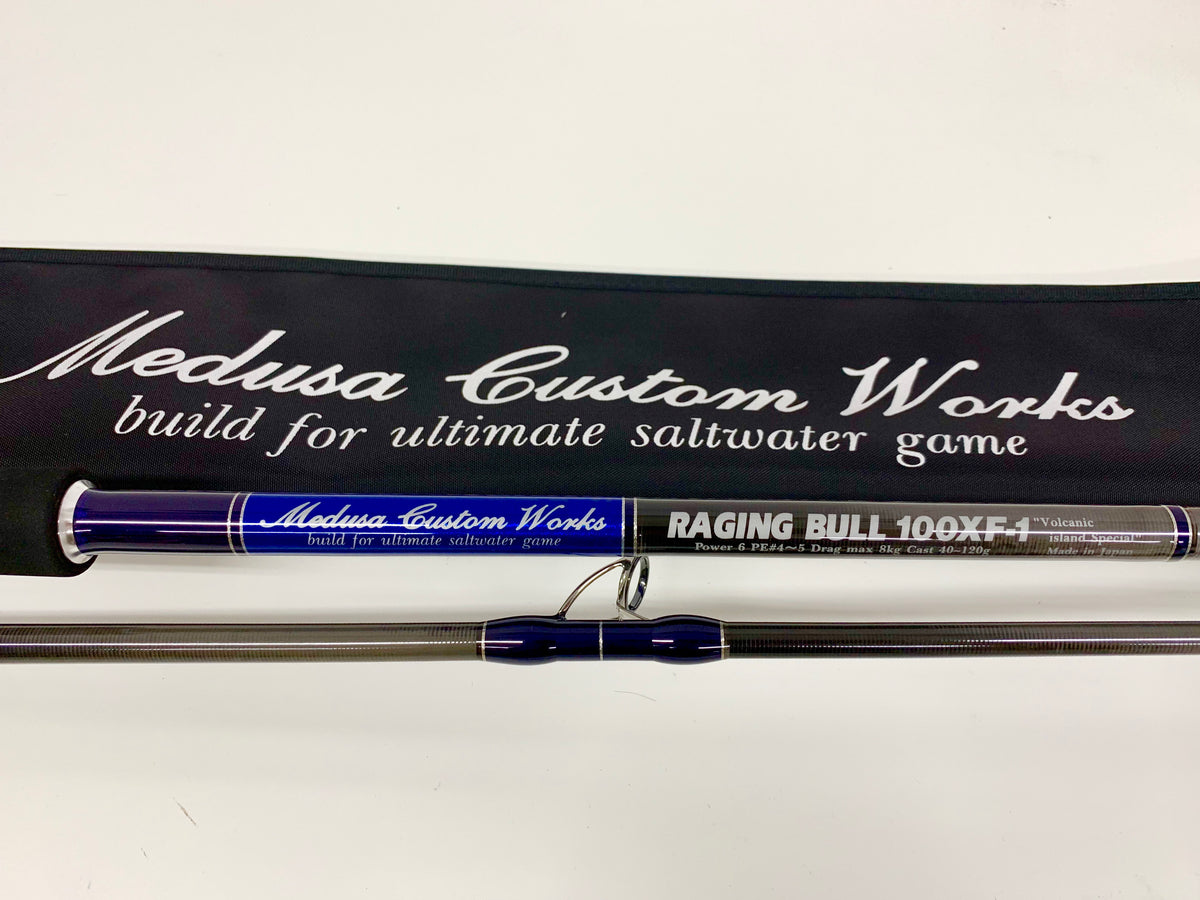 Medusa Custom Works
build for ultimate saltwater game
Medusa Custom Works
build for ultimate saltwater game
RAGING BULL 100XF-1
"Volcanic
island Special"
Power 6 PE#4~5 Drag max 8kg Cast 40~120g
Made in Japan